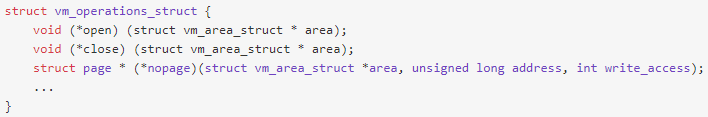 struct vm_operations_struct {
    void (*open) (struct vm_area_struct * area);
    void (*close) (struct vm_area_struct * area);
    struct page * (*nopage)(struct vm_area_struct *area, unsigned long address, int write_access);
    ...
}